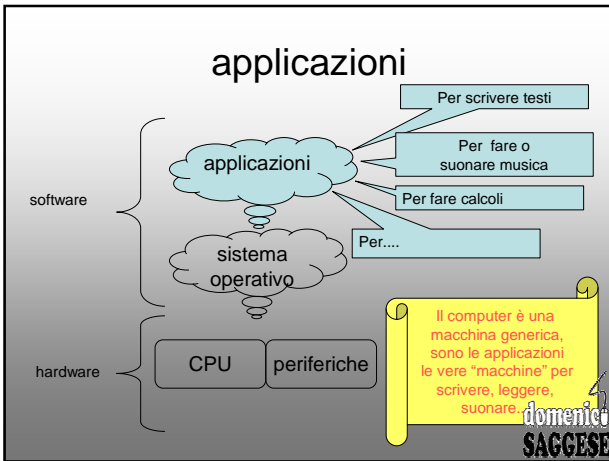 applicazioni
Per scrivere testi
applicazioni
Per fare o
suonare musica
software
Per fare calcoli
Per....
sistema
operativo
Il computer è una
macchina generica,
sono le applicazioni
le vere “macchine” per
scrivere, leggere,
suonare...
hardware
CPU
periferiche
domenico
SAGGESE